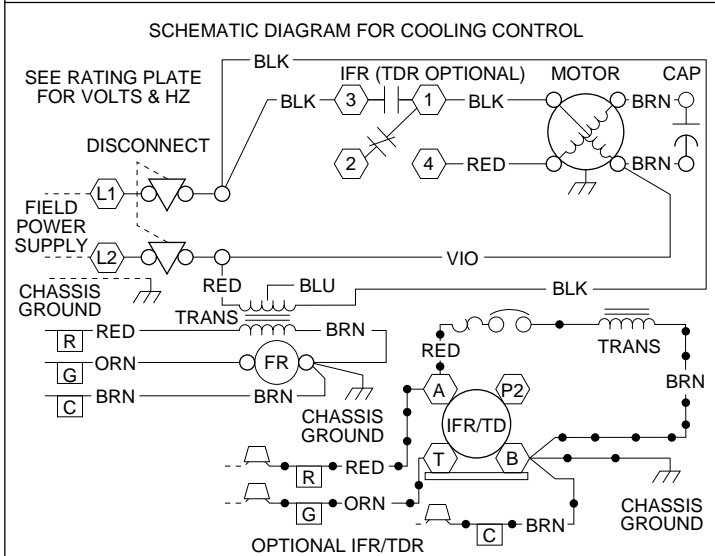 SCHEMATIC DIAGRAM FOR COOLING CONTROL
SEE RATING PLATE
FOR VOLTS & HZ
BLK
IFR (TDR OPTIONAL)
MOTOR
CAP
BLK
3
1
BLK
BRN
DISCONNECT
2
4
RED
BRN
L1
FIELD
POWER
SUPPLY
L2
VIO
RED
BLU
BLK
CHASSIS
GROUND
TRANS
R
RED
BRN
TRANS
G
ORN
FR
RED
BRN
C
BRN
BRN
A
P2
CHASSIS
GROUND
IFR/TD
R
RED
T
B
G
ORN
CHASSIS
GROUND
C
BRN
OPTIONAL IFR/TDR